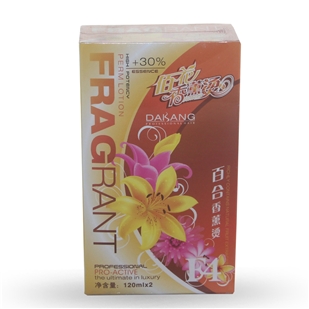 +30%
essence
HIGH POTENCY
PERM LOTION
FRAGRANT
DAKANG
百合香薰烫
PROFESSIONAL
PRO-ACTIVE
the ultimate in luxury
净含量：120mlx2